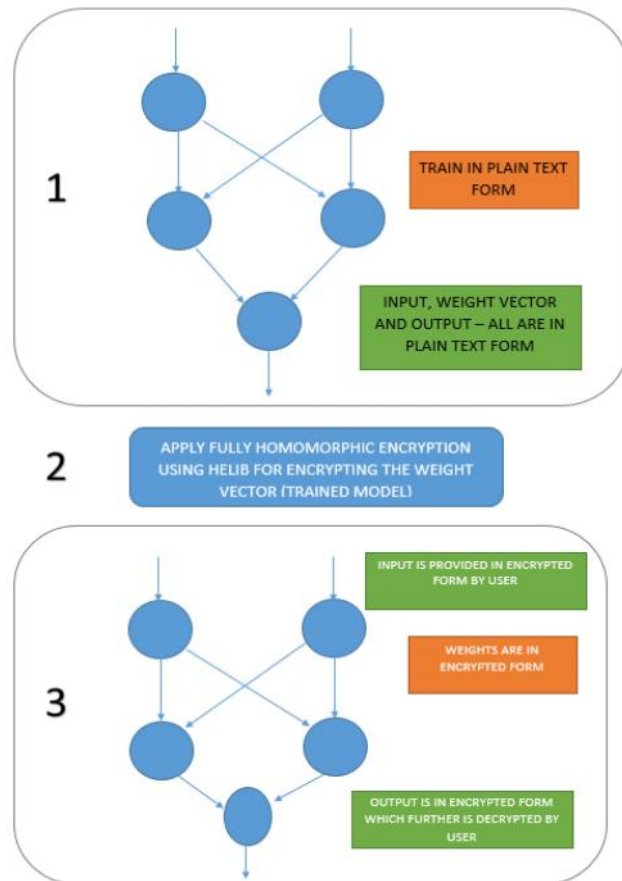 1
TRAIN IN PLAIN TEXT
FORM
INPUT, WEIGHT VECTOR
AND OUTPUT – ALL ARE IN
PLAIN TEXT FORM
2
APPLY FULLY HOMOMORPHIC ENCRYPTION
USING HELIB FOR ENCRYPTING THE WEIGHT
VECTOR (TRAINED MODEL)
3
INPUT IS PROVIDED IN ENCRYPTED
FORM BY USER
WEIGHTS ARE IN
ENCRYPTED FORM
OUTPUT IS IN ENCRYPTED FORM
WHICH FURTHER IS DECRYPTED BY
USER